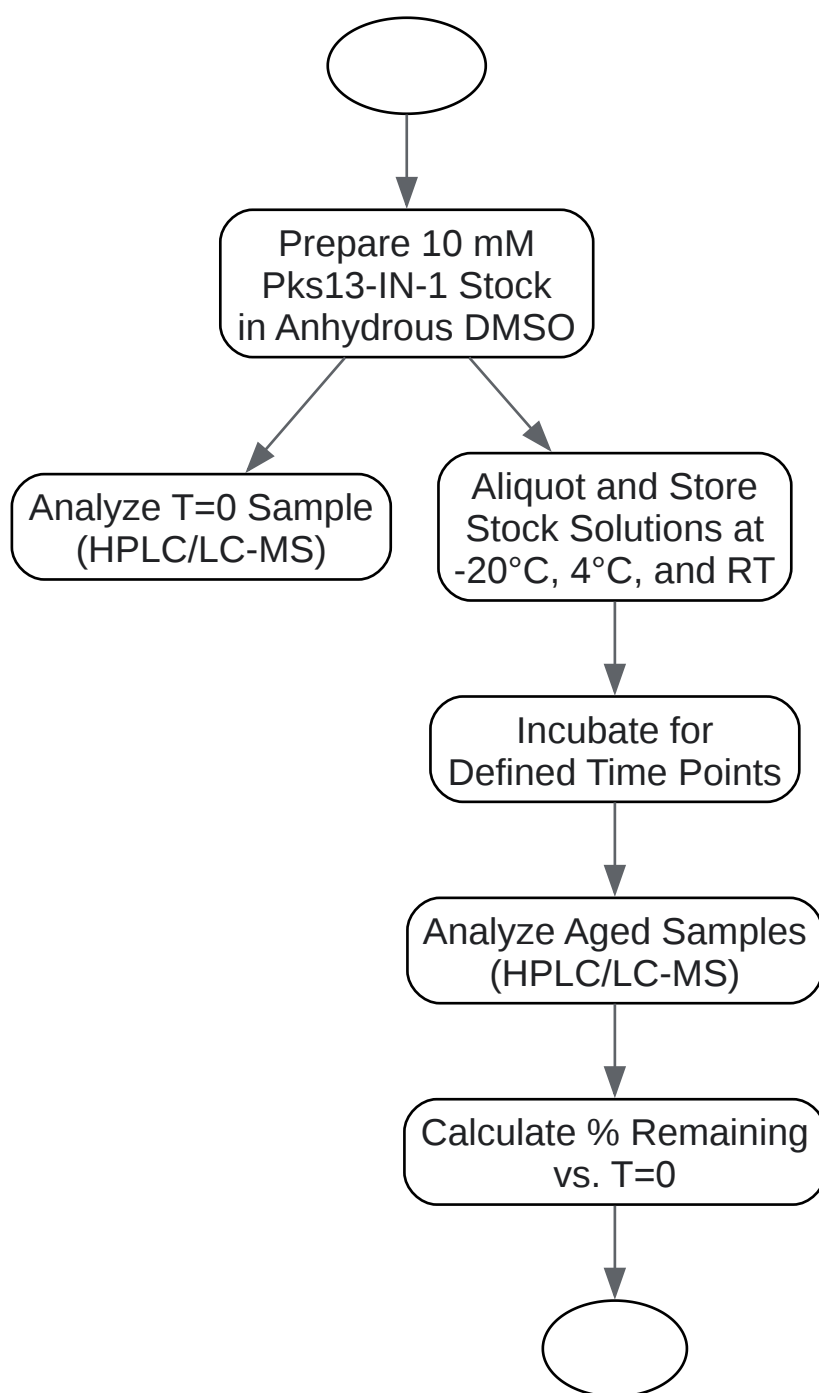 Prepare 10 mM
Pks13-IN-1 Stock
in Anhydrous DMSO
Analyze T=0 Sample
(HPLC/LC-MS)
Aliquot and Store
Stock Solutions at
-20°C, 4°C, and RT
Incubate for
Defined Time Points
Analyze Aged Samples
(HPLC/LC-MS)
Calculate % Remaining
vs. T=0